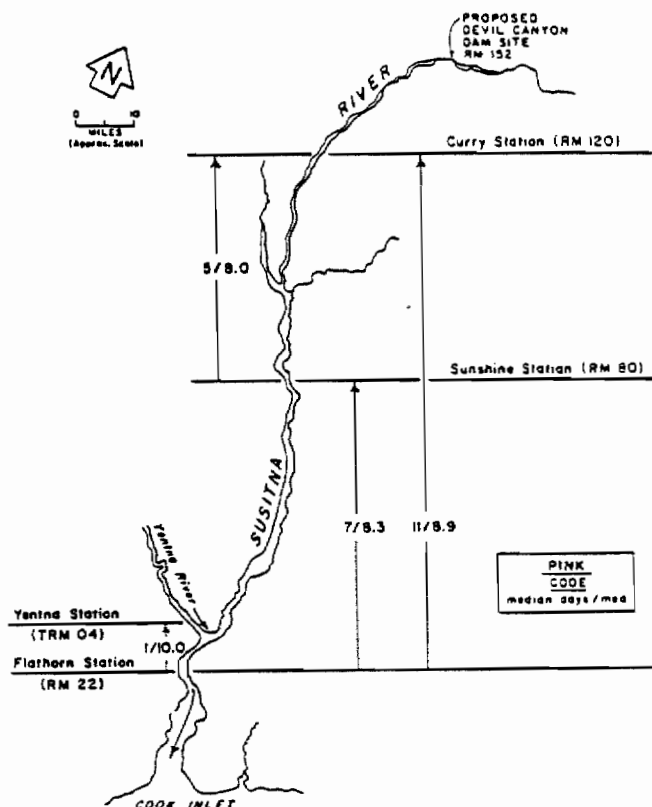 PROPOSED
DEVIL CANYON
DAM SITE
RM 152
N
0 10
MILES
(Approx. Scale)
RIVER
Curry Station (RM 120)
5/8.0
Sunshine Station (RM 80)
SUSITNA
7/8.3
11/8.9
Yentna River
PINK
CODE
median days/med
Yentna Station
(TRM 04)
1/10.0
Flathorn Station
(RM 22)
COOK INLET